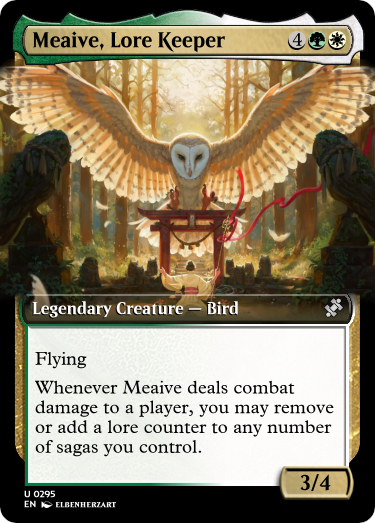 Meaive, Lore Keeper 4
Legendary Creature — Bird
Flying
Whenever Meaive deals combat
damage to a player, you may remove
or add a lore counter to any number
of sagas you control.
3/4
U 0295
EN ELBENHERZART